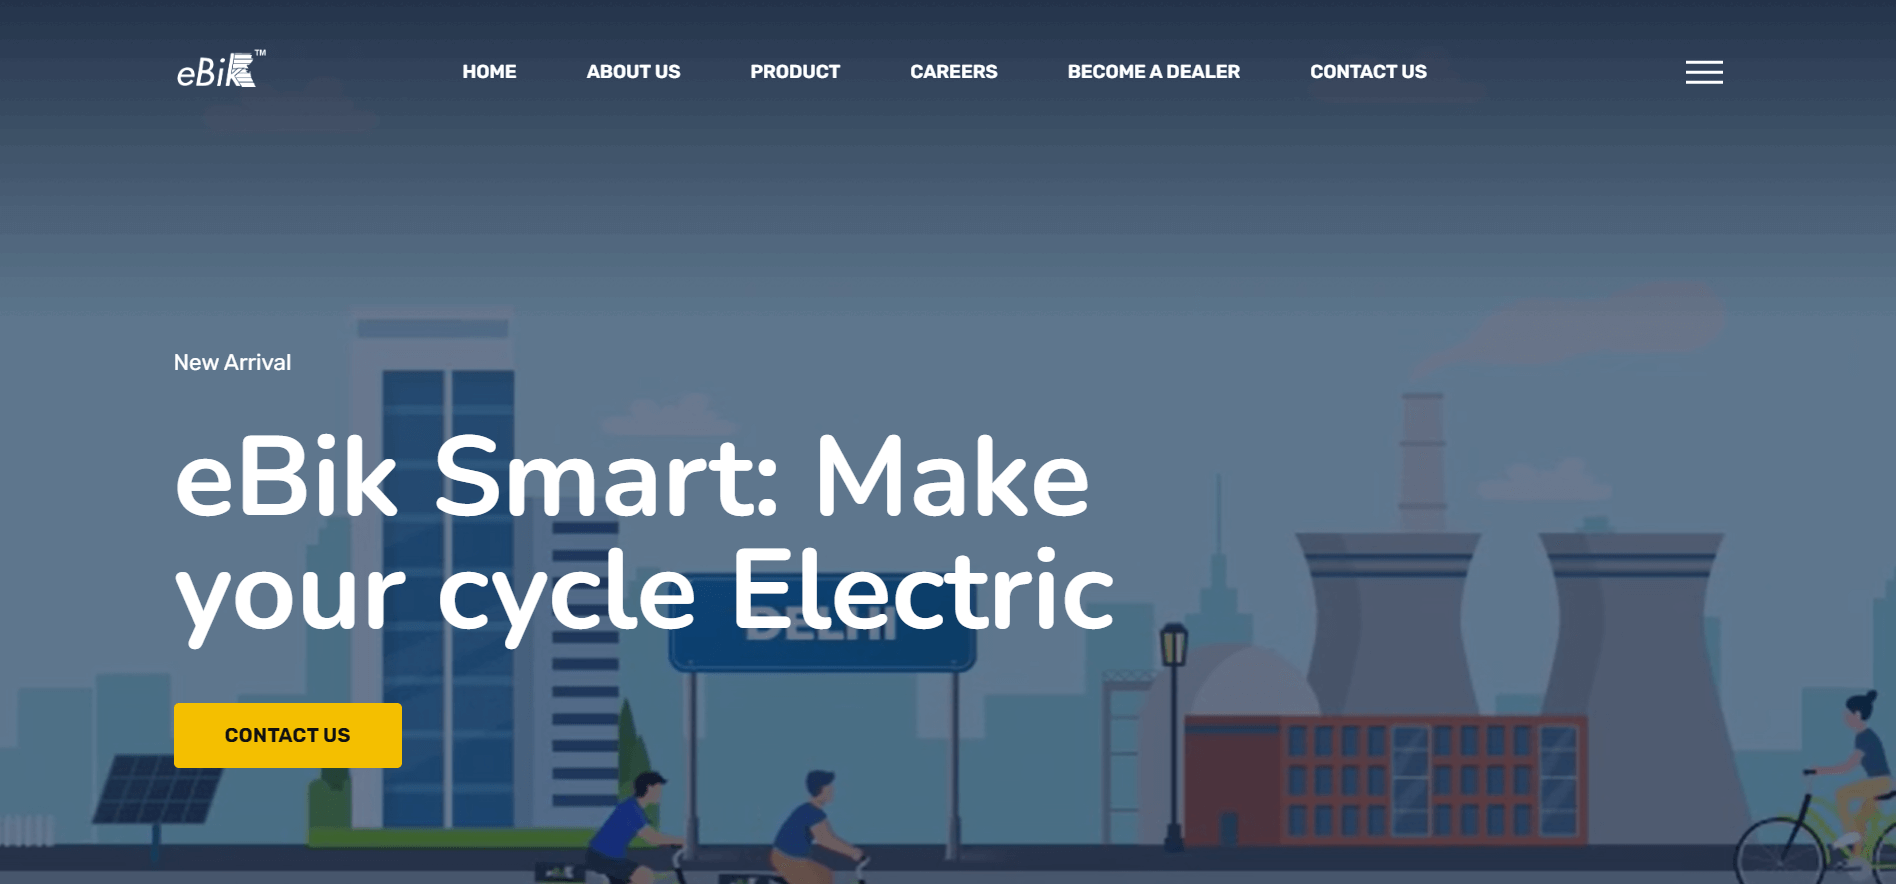 eBik™
HOME
ABOUT US
PRODUCT
CAREERS
BECOME A DEALER
CONTACT US
New Arrival
eBik Smart: Make
your cycle Electric
DELHI
CONTACT US